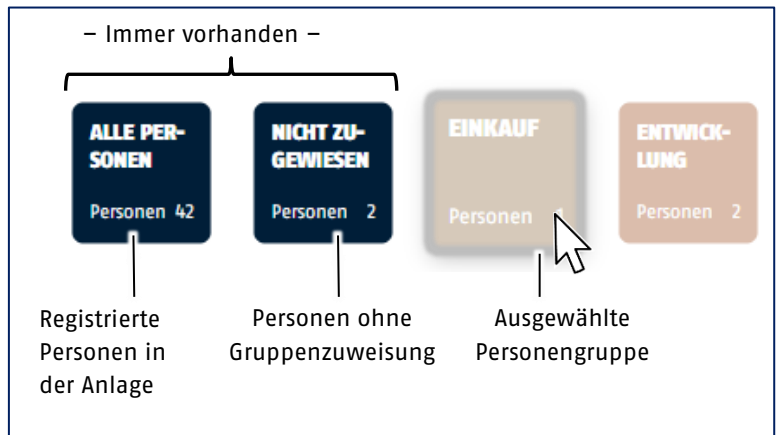 – Immer vorhanden –
ALLE PER-
SONEN
Personen 42
NICHT ZU-
GEWIESEN
Personen 2
EINKAUF
Personen
ENTWICK-
LUNG
Personen 2
Registrierte
Personen in
der Anlage
Personen ohne
Gruppenzuweisung
Ausgewählte
Personengruppe